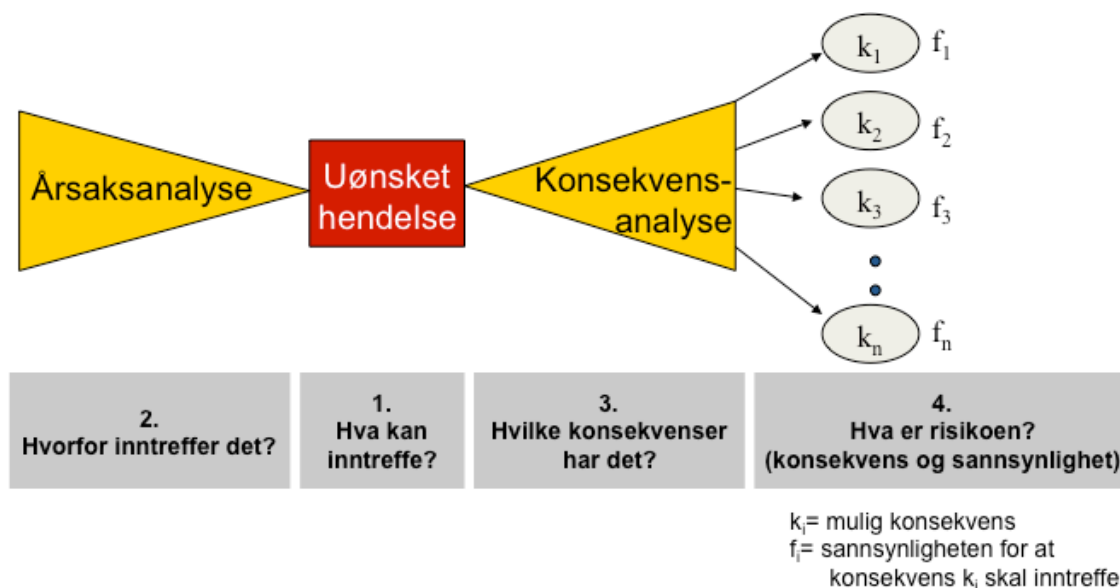 Årsaksanalyse
Uønsket
hendelse
Konsekvens-
analyse
k₁ f₁
k₂ f₂
k₃ f₃
kₙ fₙ
2.
Hvorfor inntreffer det?
1.
Hva kan
inntreffe?
3.
Hvilke konsekvenser
har det?
4.
Hva er risikoen?
(konsekvens og sannsynlighet)
kᵢ= mulig konsekvens
fᵢ= sannsynligheten for at
konsekvens kᵢ skal inntreffe